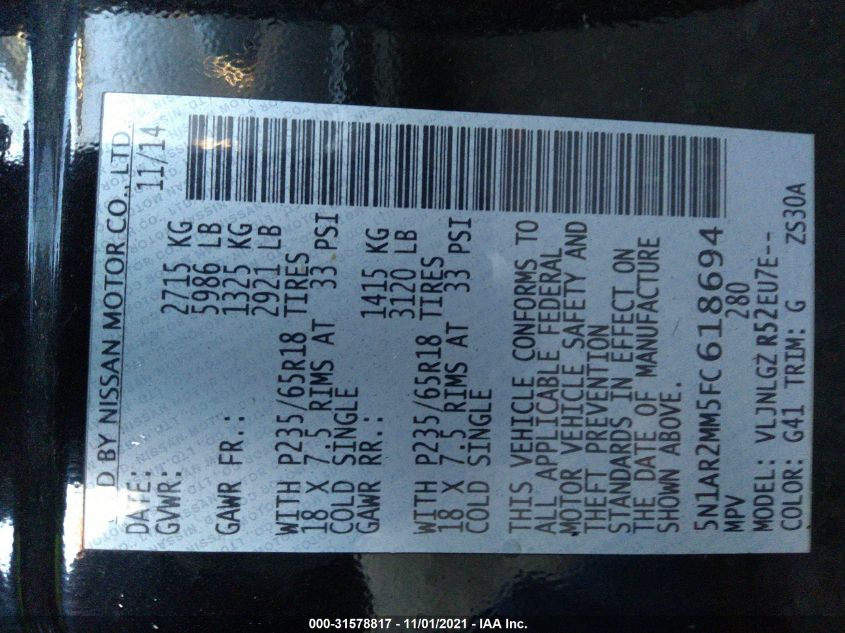 D BY NISSAN MOTOR CO., LTD.
DATE: 11/14
GVWR: 2715 KG
5986 LB
GAWR FR.: 1325 KG
2921 LB
WITH P235/65R18 TIRES
18 X 7.5 RIMS AT 33 PSI
COLD SINGLE
GAWR RR.: 1415 KG
3120 LB
WITH P235/65R18 TIRES
18 X 7.5 RIMS AT 33 PSI
COLD SINGLE
THIS VEHICLE CONFORMS TO
ALL APPLICABLE FEDERAL
MOTOR VEHICLE SAFETY AND
THEFT PREVENTION
STANDARDS IN EFFECT ON
THE DATE OF MANUFACTURE
SHOWN ABOVE.
5N1AR2MM5FC618694
MPV 280
MODEL: VLJNLGZ R52EU7E--
COLOR: G41 TRIM: G ZS30A
000-31578817 - 11/01/2021 - IAA Inc.